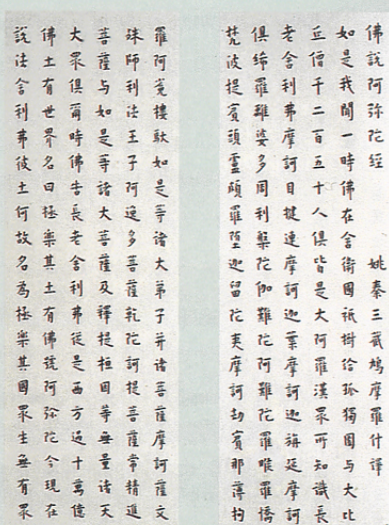 佛說阿弥陀經 姚秦三藏鳩摩羅什譯
如是我聞一時佛在舍衛國祇樹給孤獨園与大比
丘僧千二百五十人俱皆是大阿羅漢眾所知識長
老舍利弗摩訶目揵連摩訶迦葉摩訶迦旃延摩訶
俱絺羅離婆多周利槃陀伽難陀阿難陀羅睺羅憍
梵波提賓頭盧頗羅墮迦留陀夷摩訶劫賓那薄拘
羅阿㝹樓馱如是等諸大弟子并諸菩薩摩訶薩文
殊師利法王子阿逸多菩薩乾陀訶提菩薩常精進
菩薩与如是等諸大菩薩及釋提桓因等無量諸天
大眾俱爾時佛告長老舍利弗從是西方過十萬億
佛土有世界名曰極樂其土有佛號阿弥陀今現在
說法舍利弗彼土何故名為極樂其國眾生無有眾